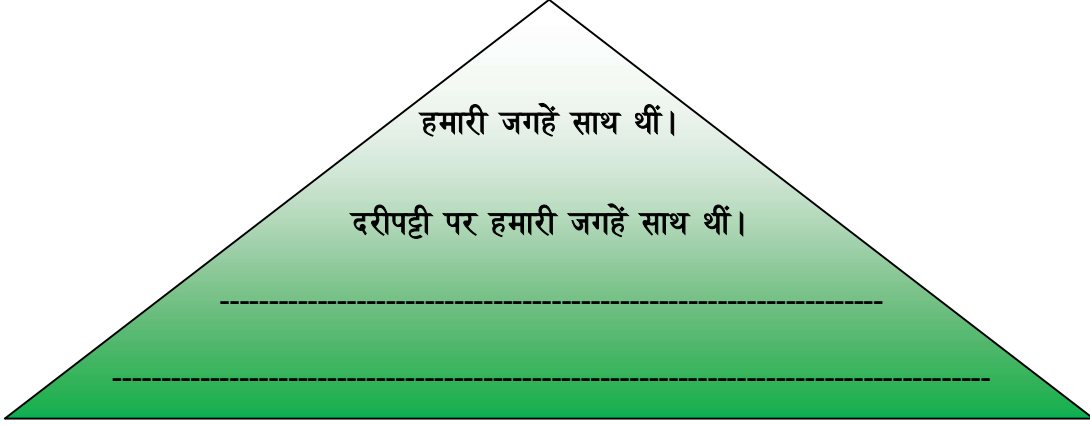 हमारी जगहें साथ थीं।
दरीपट्टी पर हमारी जगहें साथ थीं।